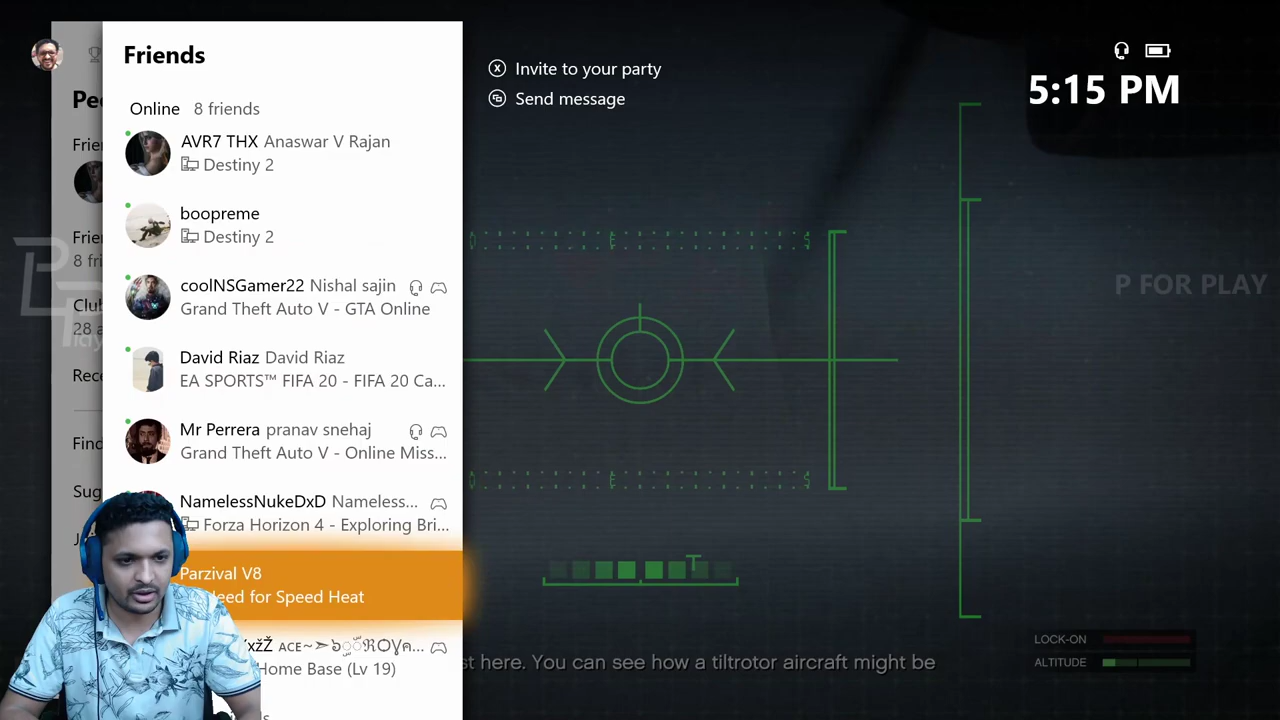 Friends
Online 8 friends
AVR7 THX Anaswar V Rajan
Destiny 2
boopreme
Destiny 2
coolNSGamer22 Nishal sajin
Grand Theft Auto V - GTA Online
David Riaz David Riaz
EA SPORTS™ FIFA 20 - FIFA 20 Ca...
Mr Perrera pranav snehaj
Grand Theft Auto V - Online Miss...
NamelessNukeDxD Nameless...
Forza Horizon 4 - Exploring Bri...
Parzival V8
Need for Speed Heat
Home Base (Lv 19)
Invite to your party
Send message
5:15 PM
P FOR PLAY
E S
E S
T
LOCK-ON
ALTITUDE
here. You can see how a tiltrotor aircraft might be
28